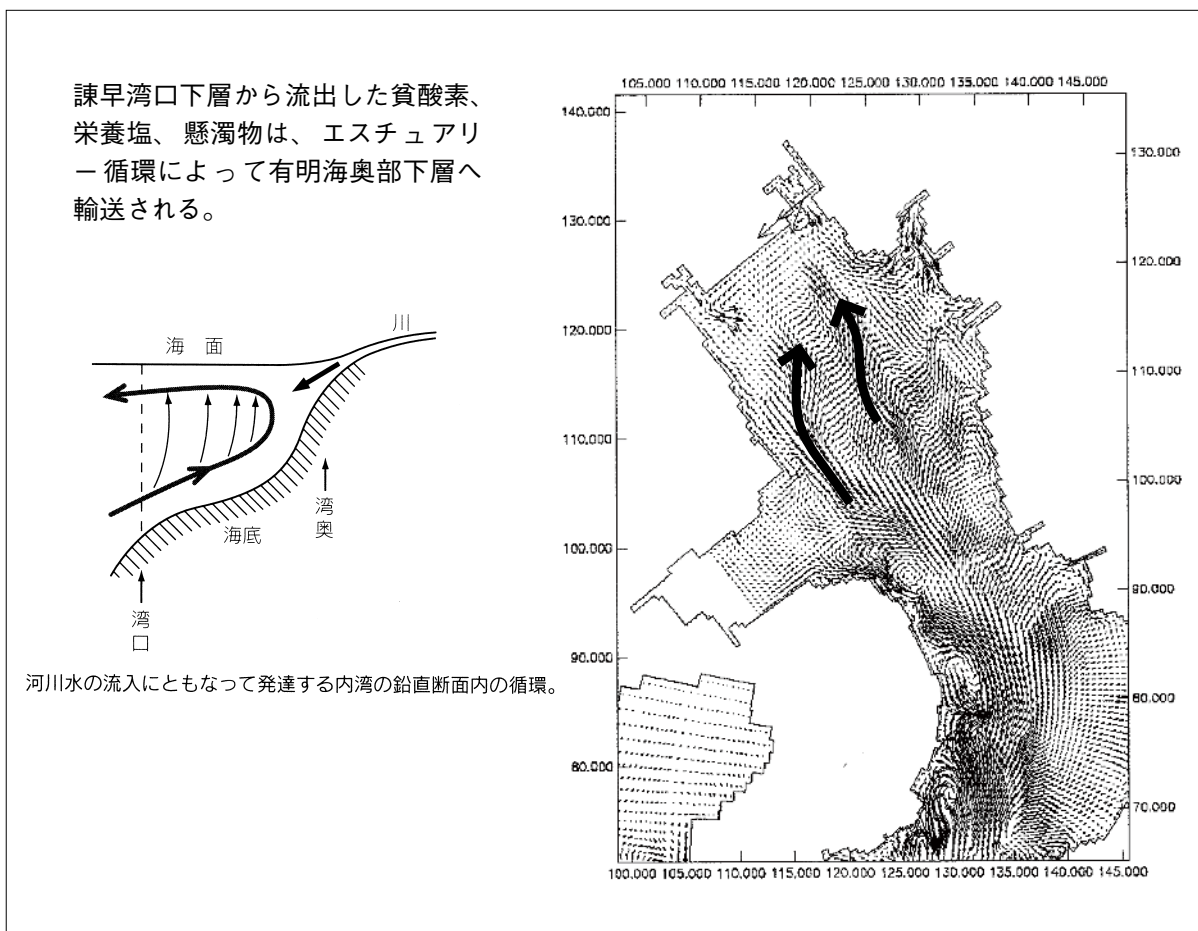 諫早湾口下層から流出した貧酸素、
栄養塩、懸濁物は、エスチュアリ
ー循環によって有明海奥部下層へ
輸送される。
川
海 面
海底
湾奥
湾口
河川水の流入にともなって発達する内湾の鉛直断面内の循環。
105.000 110.000 115.000 120.000 125.000 130.000 135.000 140.000 145.000
140.000
130.000
130.000
120.000
120.000
110.000
110.000
100.000
100.000
90.000
90.000
80.000
80.000
70.000
100.000 105.000 110.000 115.000 120.000 125.000 130.000 135.000 140.000 145.000